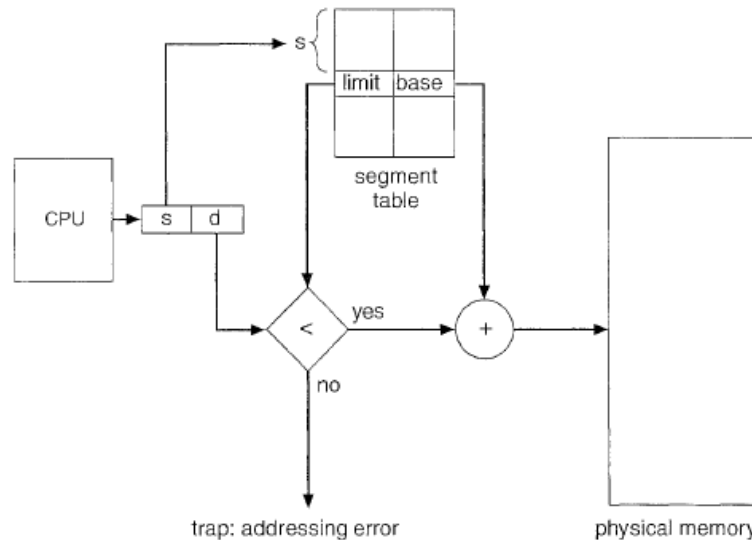 s
limit base
segment
table
CPU
s d
<
yes
+
no
trap: addressing error
physical memory